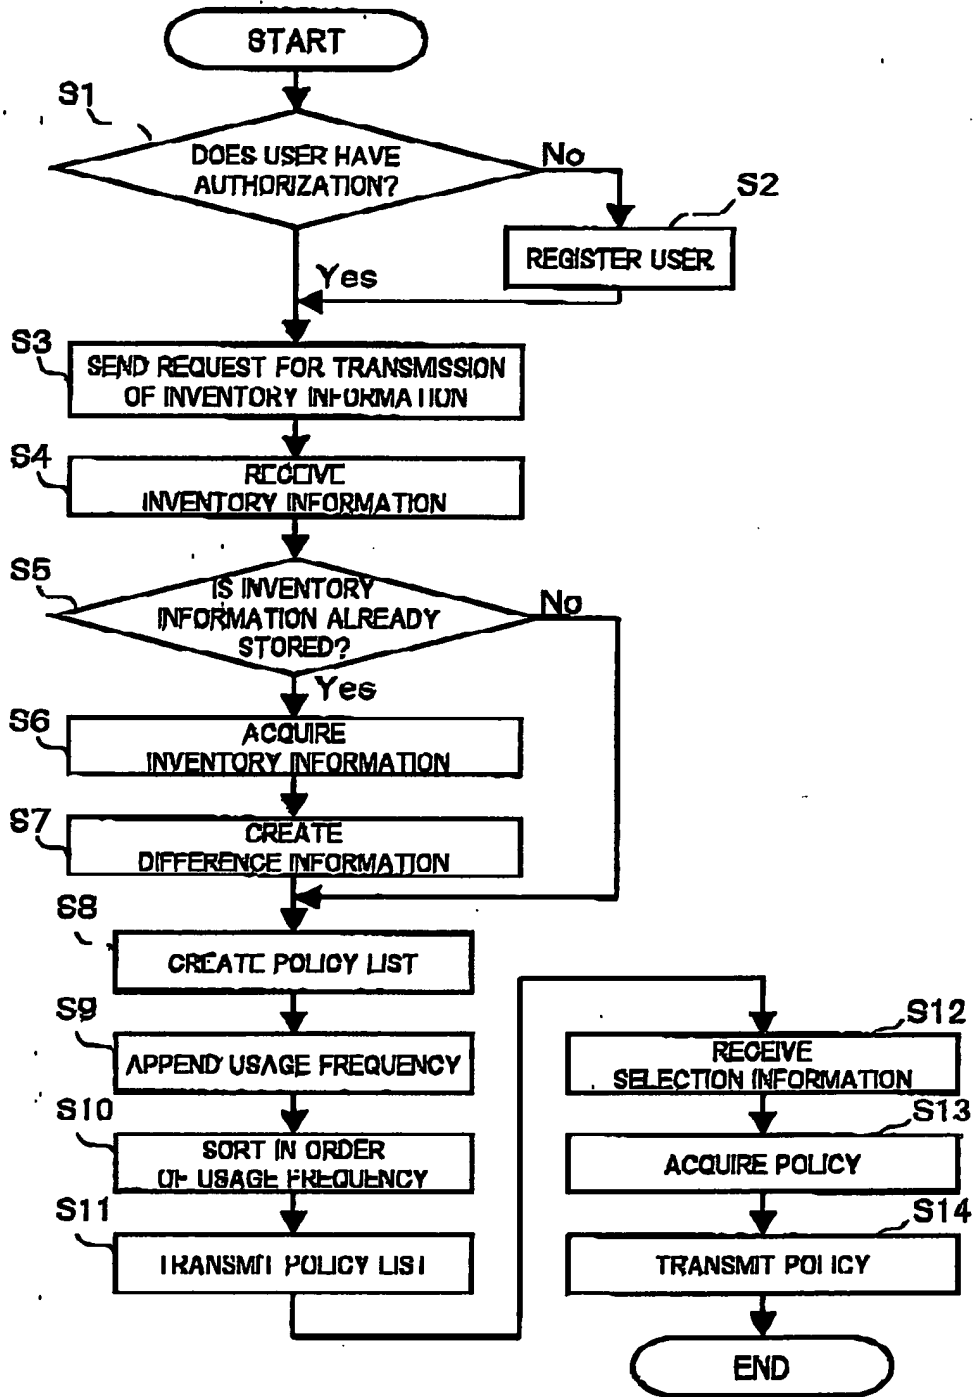 START
S1
DOES USER HAVE
AUTHORIZATION?
No
S2
REGISTER USER
Yes
S3
SEND REQUEST FOR TRANSMISSION
OF INVENTORY INFORMATION
S4
RECEIVE
INVENTORY INFORMATION
S5
IS INVENTORY
INFORMATION ALREADY
STORED?
No
Yes
S6
ACQUIRE
INVENTORY INFORMATION
S7
CREATE
DIFFERENCE INFORMATION
S8
CREATE POLICY LIST
S9
APPEND USAGE FREQUENCY
S10
SORT IN ORDER
OF USAGE FREQUENCY
S11
TRANSMIT POLICY LIST
S12
RECEIVE
SELECTION INFORMATION
S13
ACQUIRE POLICY
S14
TRANSMIT POLICY
END